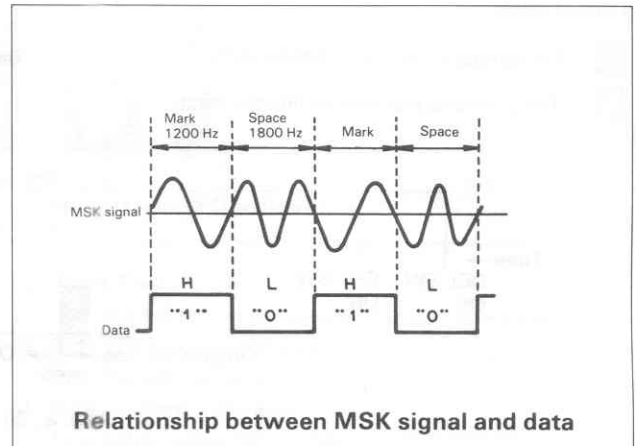 Mark Space
1200 Hz 1800 Hz Mark Space
MSK signal
H L H L
"1" "0" "1" "0"
Data
Relationship between MSK signal and data